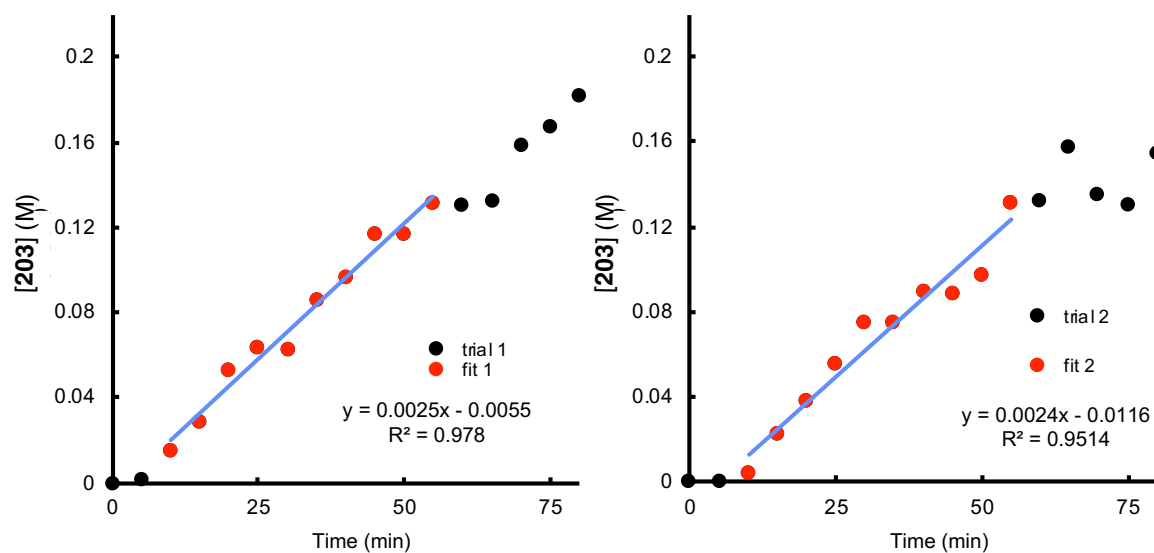 0.2
0.16
0.12
0.08
0.04
0
[203] (M)
trial 1
fit 1
y = 0.0025x - 0.0055
R² = 0.978
0
25
50
75
Time (min)
0.2
0.16
0.12
0.08
0.04
0
[203] (M)
trial 2
fit 2
y = 0.0024x - 0.0116
R² = 0.9514
0
25
50
75
Time (min)